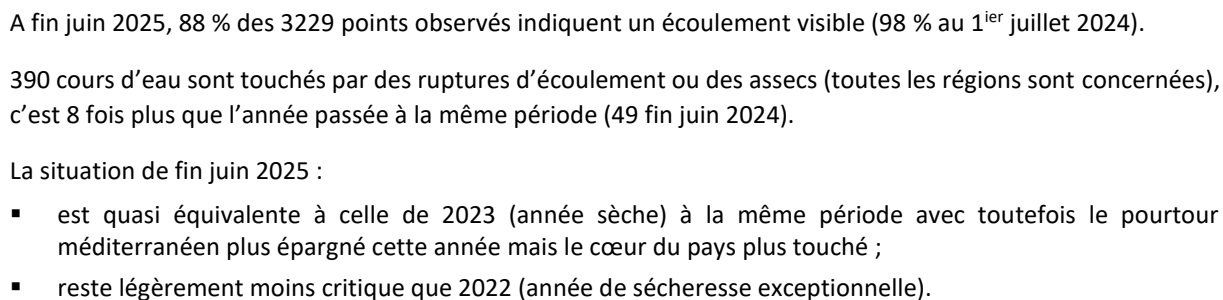 A fin juin 2025, 88 % des 3229 points observés indiquent un écoulement visible (98 % au 1ier juillet 2024).
390 cours d’eau sont touchés par des ruptures d’écoulement ou des assecs (toutes les régions sont concernées),
c’est 8 fois plus que l’année passée à la même période (49 fin juin 2024).
La situation de fin juin 2025 :
▪ est quasi équivalente à celle de 2023 (année sèche) à la même période avec toutefois le pourtour
méditerranéen plus épargné cette année mais le cœur du pays plus touché ;
▪ reste légèrement moins critique que 2022 (année de sécheresse exceptionnelle).